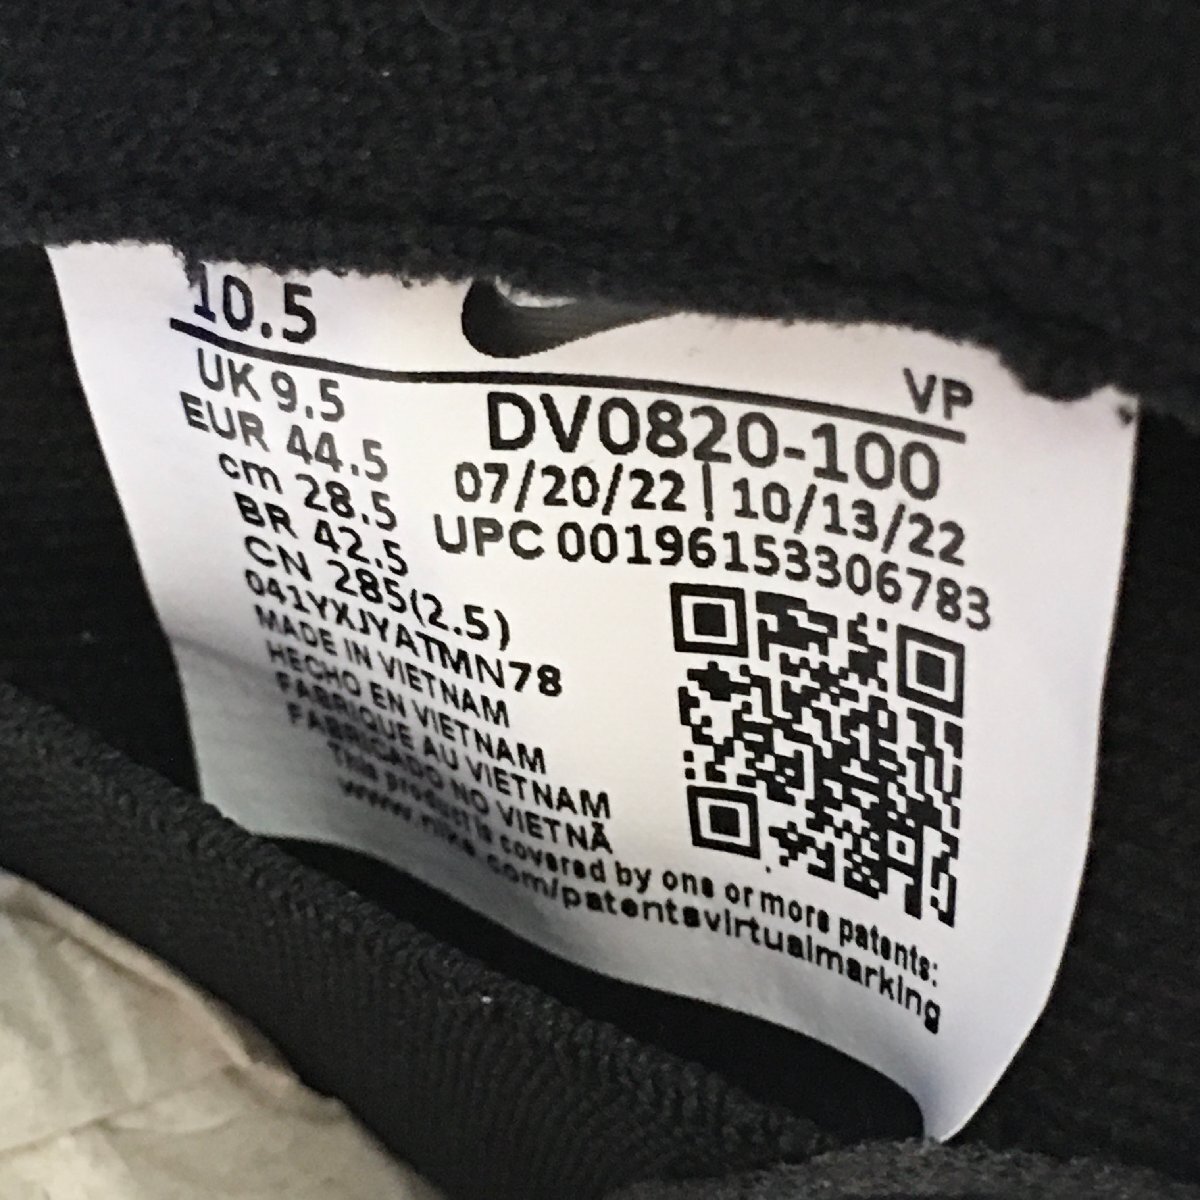 10.5
VP
UK 9.5
EUR 44.5
cm 28.5
BR 42.5
CN 285(2.5)
DV0820-100
07/20/22 | 10/13/22
UPC 00196153306783
041YXJYATMN78
MADE IN VIETNAM
HECHO EN VIETNAM
FABRIQUE AU VIETNAM
FABRICADO NO VIETNÃ
This product is covered by one or more patents:
www.nike.com/patentsvirtualmarking